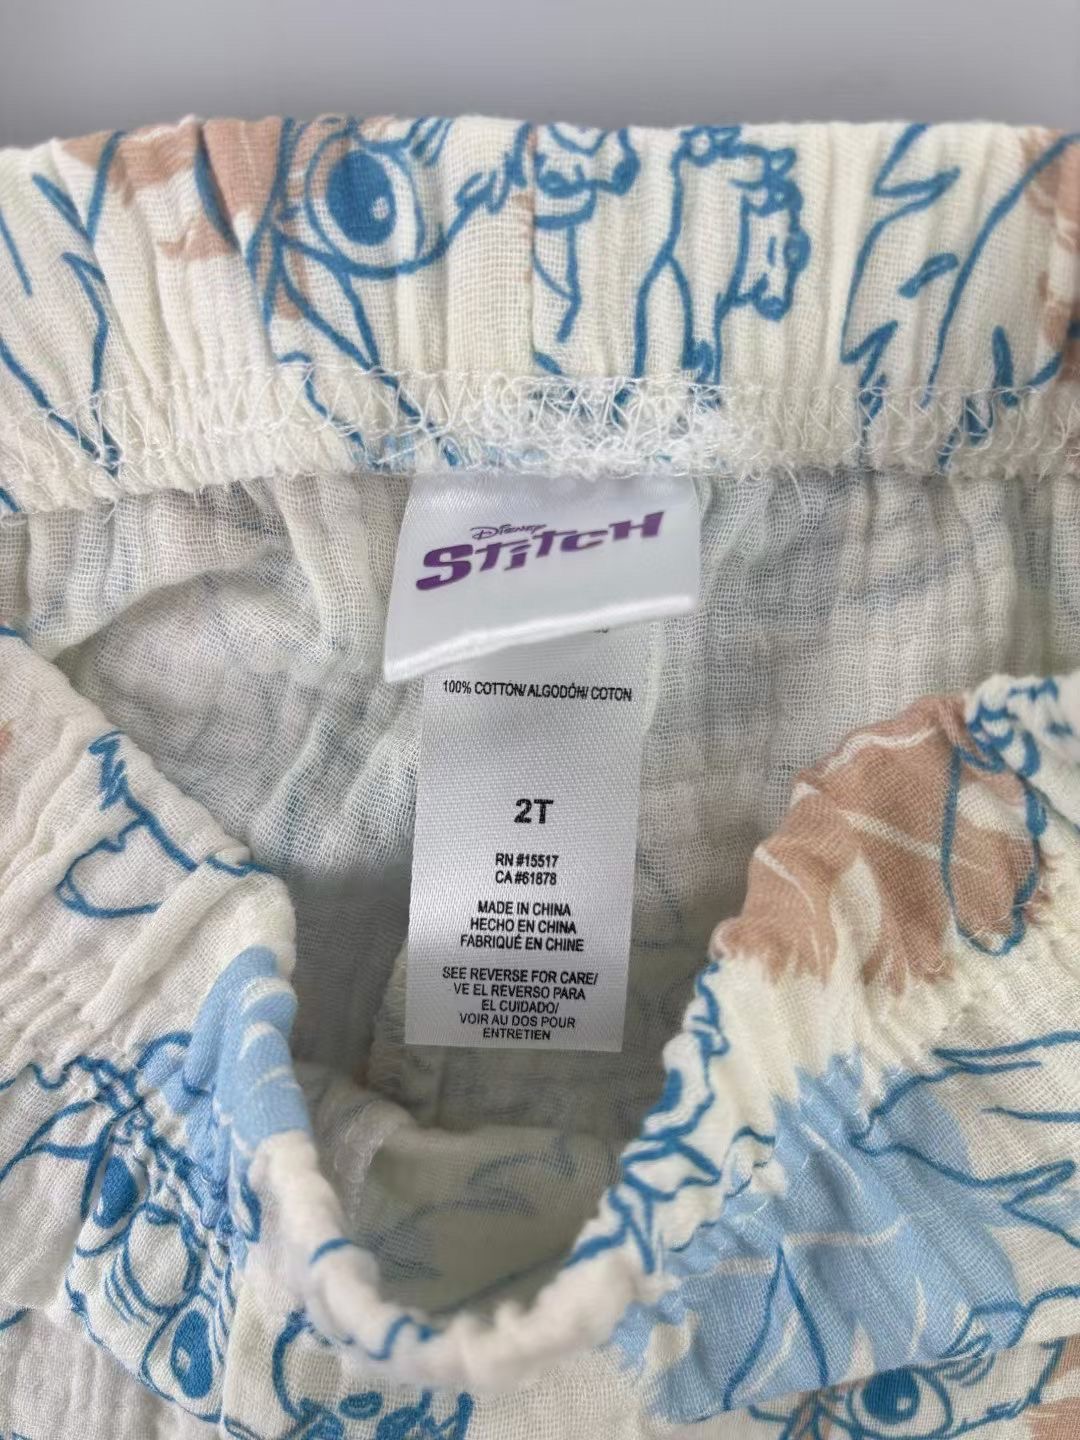 Disney
Stitch
100% COTTON/ ALGODÓN/ COTON
2T
RN #15517
CA #61878
MADE IN CHINA
HECHO EN CHINA
FABRIQUÉ EN CHINE
SEE REVERSE FOR CARE/
VE EL REVERSO PARA
EL CUIDADO/
VOIR AU DOS POUR
ENTRETIEN